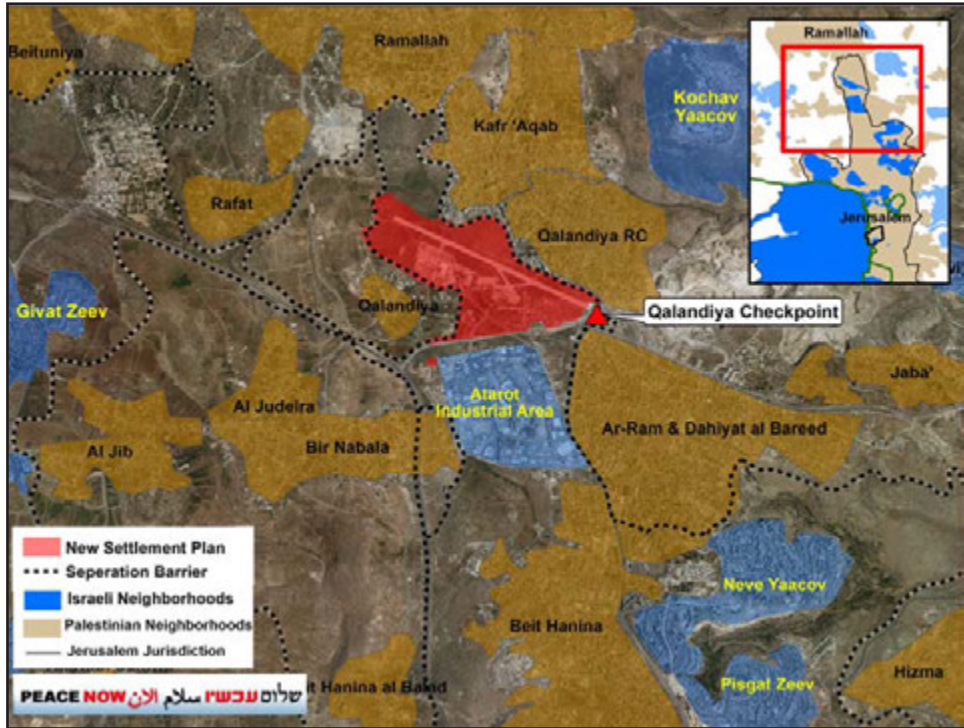 Beituniya
Ramallah
Ramallah
Kochav
Yaacov
Kafr 'Aqab
Rafat
Qalandiya RC
Jerusalem
Givat Zeev
Qalandiya
Qalandiya Checkpoint
Jaba'
Atarot
Industrial Area
Al Judeira
Ar-Ram & Dahiyat al Bareed
Al Jib
Bir Nabala
New Settlement Plan
Seperation Barrier
Israeli Neighborhoods
Palestinian Neighborhoods
Jerusalem Jurisdiction
Neve Yaacov
Beit Hanina
Hizma
Pisgat Zeev
PEACE NOW السلام الان שלום עכשיו